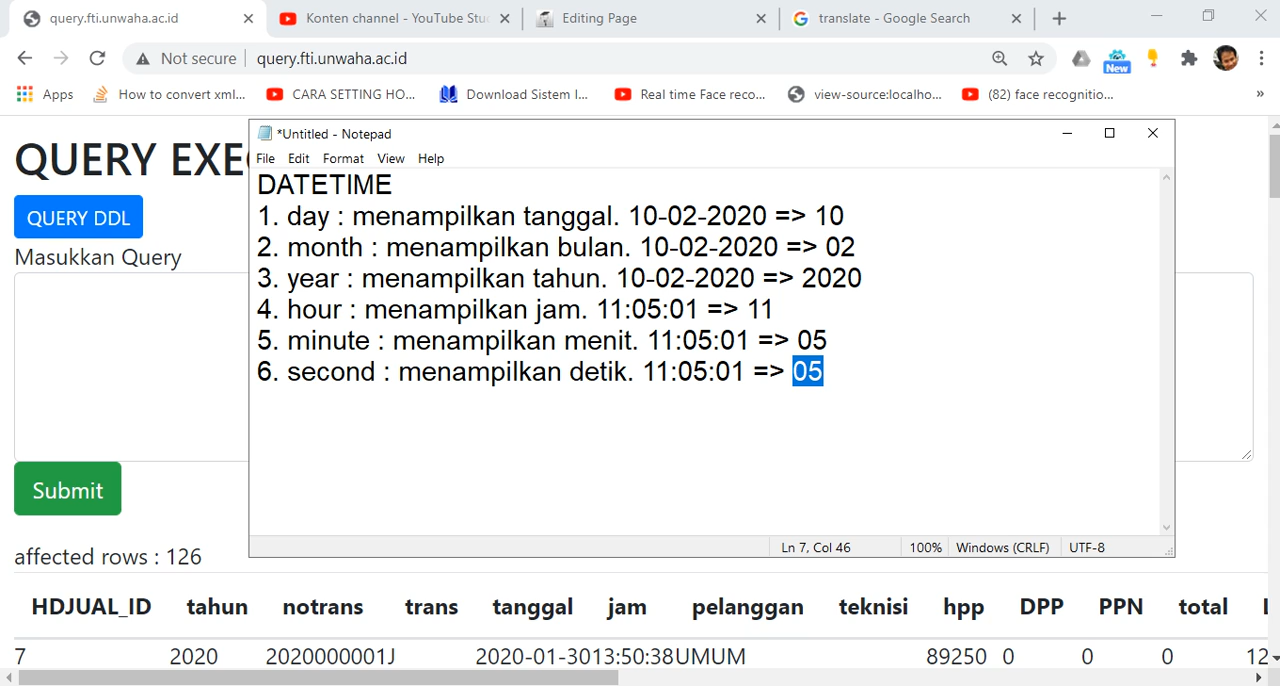 query.fti.unwaha.ac.id
Konten channel - YouTube Stu
Editing Page
translate - Google Search
Not secure
query.fti.unwaha.ac.id
New
Apps
How to convert xml...
CARA SETTING HO...
Download Sistem I...
Real time Face reco...
view-source:localho...
(82) face recognitio...
»
QUERY EXE
QUERY DDL
Masukkan Query
*Untitled - Notepad
File Edit Format View Help
DATETIME
1. day : menampilkan tanggal. 10-02-2020 => 10
2. month : menampilkan bulan. 10-02-2020 => 02
3. year : menampilkan tahun. 10-02-2020 => 2020
4. hour : menampilkan jam. 11:05:01 => 11
5. minute : menampilkan menit. 11:05:01 => 05
6. second : menampilkan detik. 11:05:01 => 05
Ln 7, Col 46 100% Windows (CRLF) UTF-8
Submit
affected rows : 126
HDJUAL_ID tahun notrans trans tanggal jam pelanggan teknisi hpp DPP PPN total
7 2020 2020000001J 2020-01-30 13:50:38 UMUM 89250 0 0 0 12